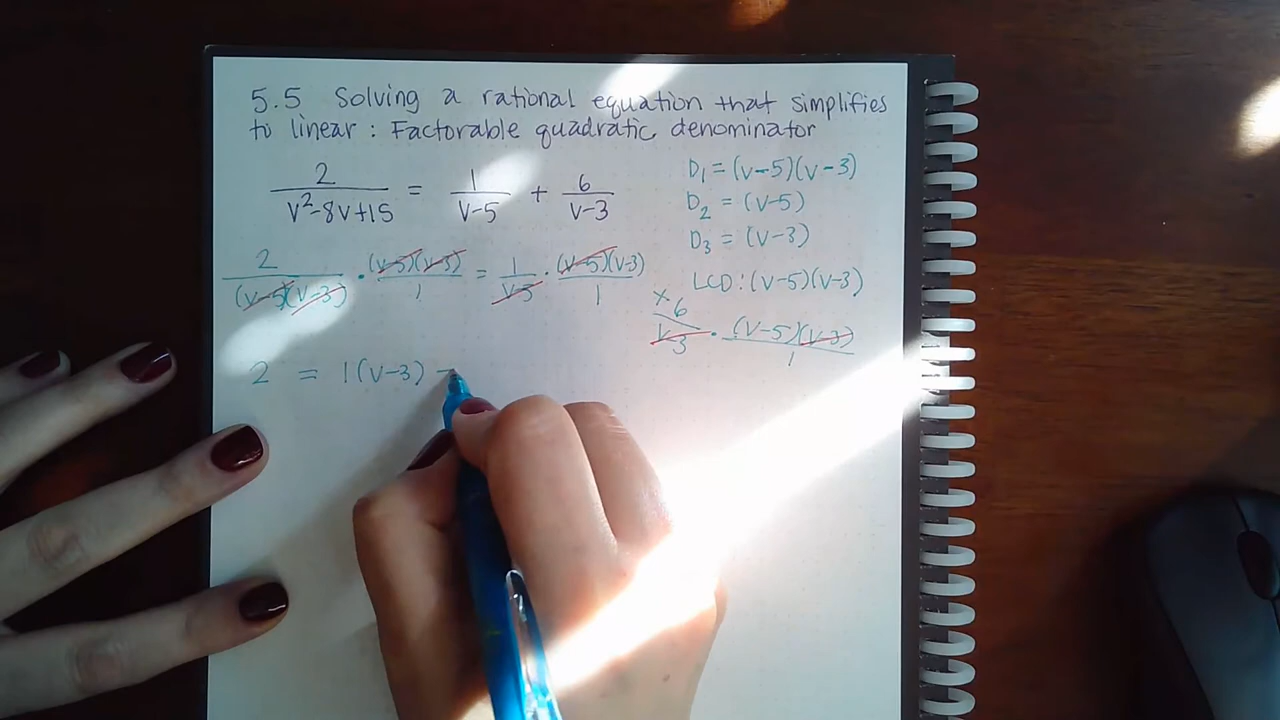 5.5 Solving a rational equation that simplifies
to linear : Factorable quadratic denominator
2/(v²-8v+15) = 1/(v-5) + 6/(v-3)
D₁ = (v-5)(v-3)
D₂ = (v-5)
D₃ = (v-3)
LCD: (v-5)(v-3)
2/((v-5)(v-3)) · (v-5)(v-3)/1 = 1/(v-5) · (v-5)(v-3)/1
+ 6/(v-3) · (v-5)(v-3)/1
2 = 1(v-3) -